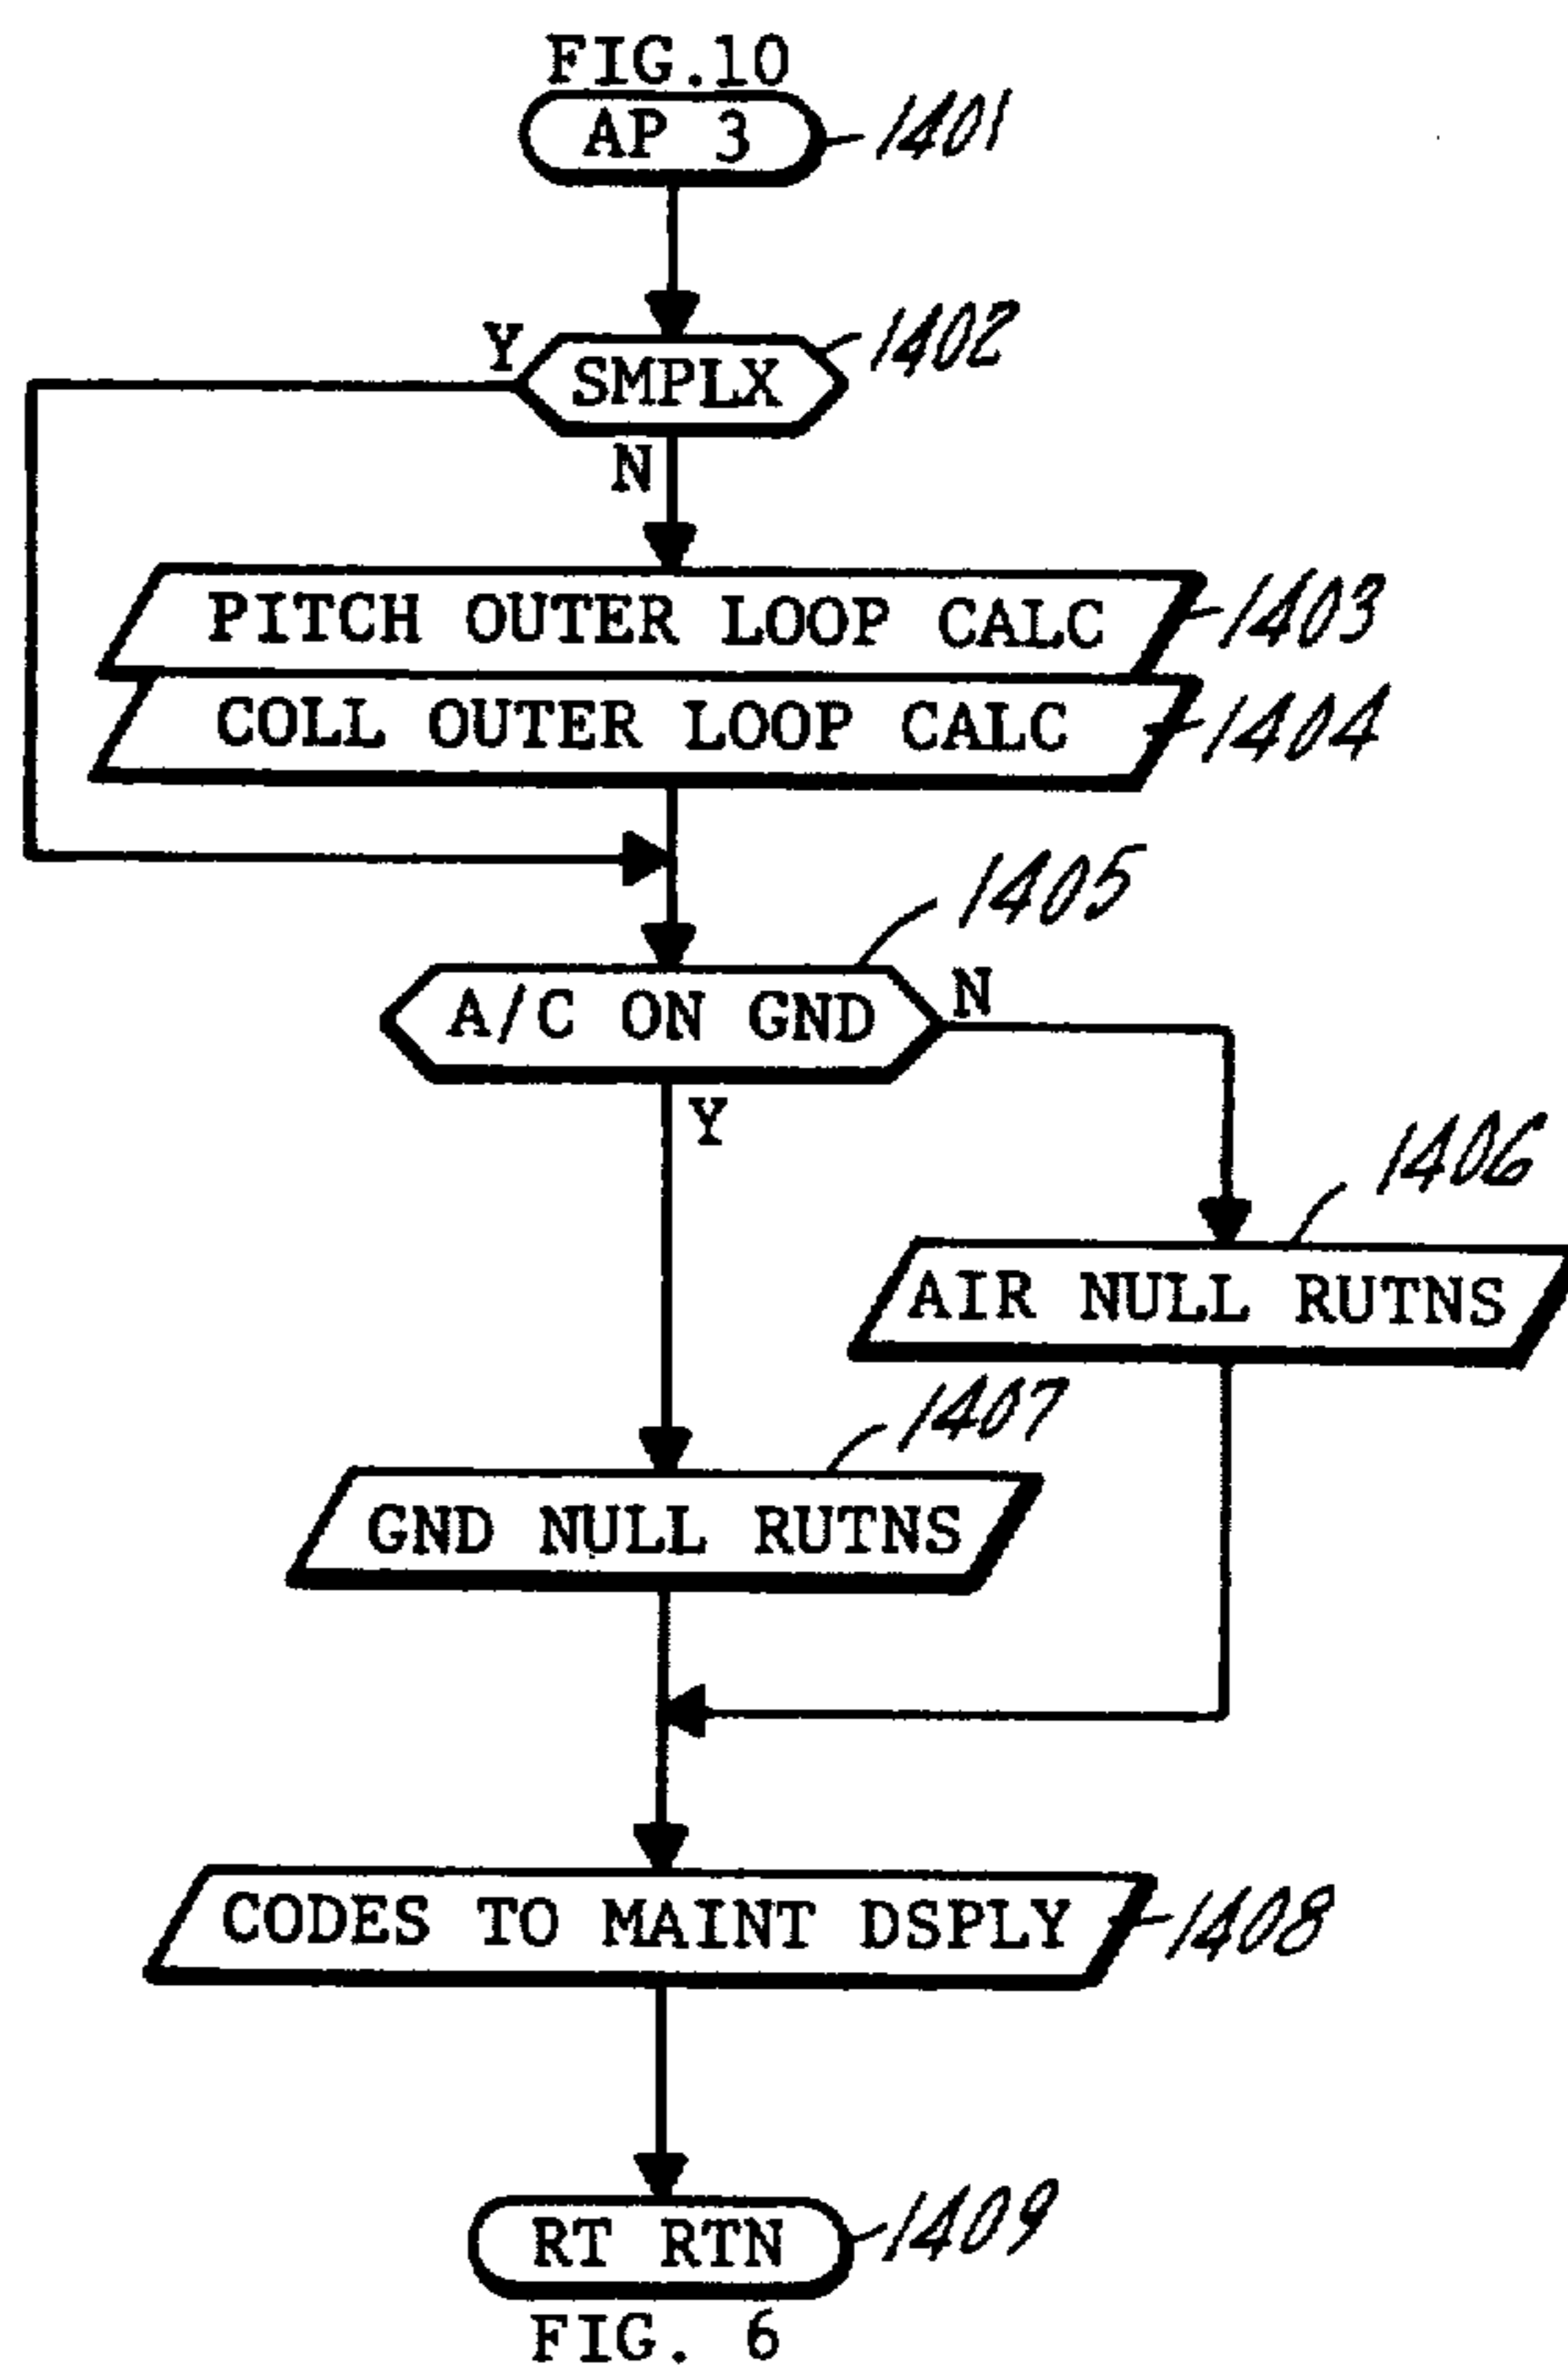 FIG.10
AP 3
1401
Y
SMPLX
1402
N
PITCH OUTER LOOP CALC
1403
COLL OUTER LOOP CALC
1404
1405
A/C ON GND
N
Y
1406
AIR NULL RUTNS
1407
GND NULL RUTNS
CODES TO MAINT DSPLY
1408
RT RTN
1409
FIG. 6